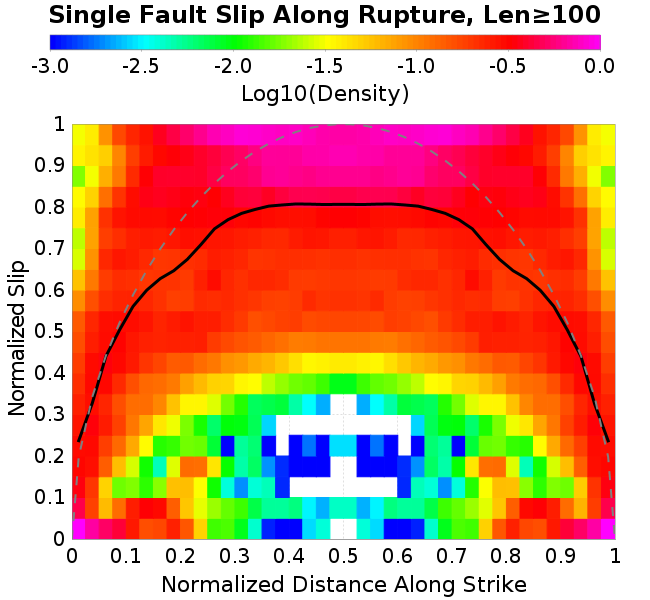 Single Fault Slip Along Rupture, Len≥100
-3.0 -2.5 -2.0 -1.5 -1.0 -0.5 0.0
Log10(Density)
1
0.9
0.8
0.7
0.6
0.5
0.4
0.3
0.2
0.1
0
Normalized Slip
0 0.1 0.2 0.3 0.4 0.5 0.6 0.7 0.8 0.9 1
Normalized Distance Along Strike